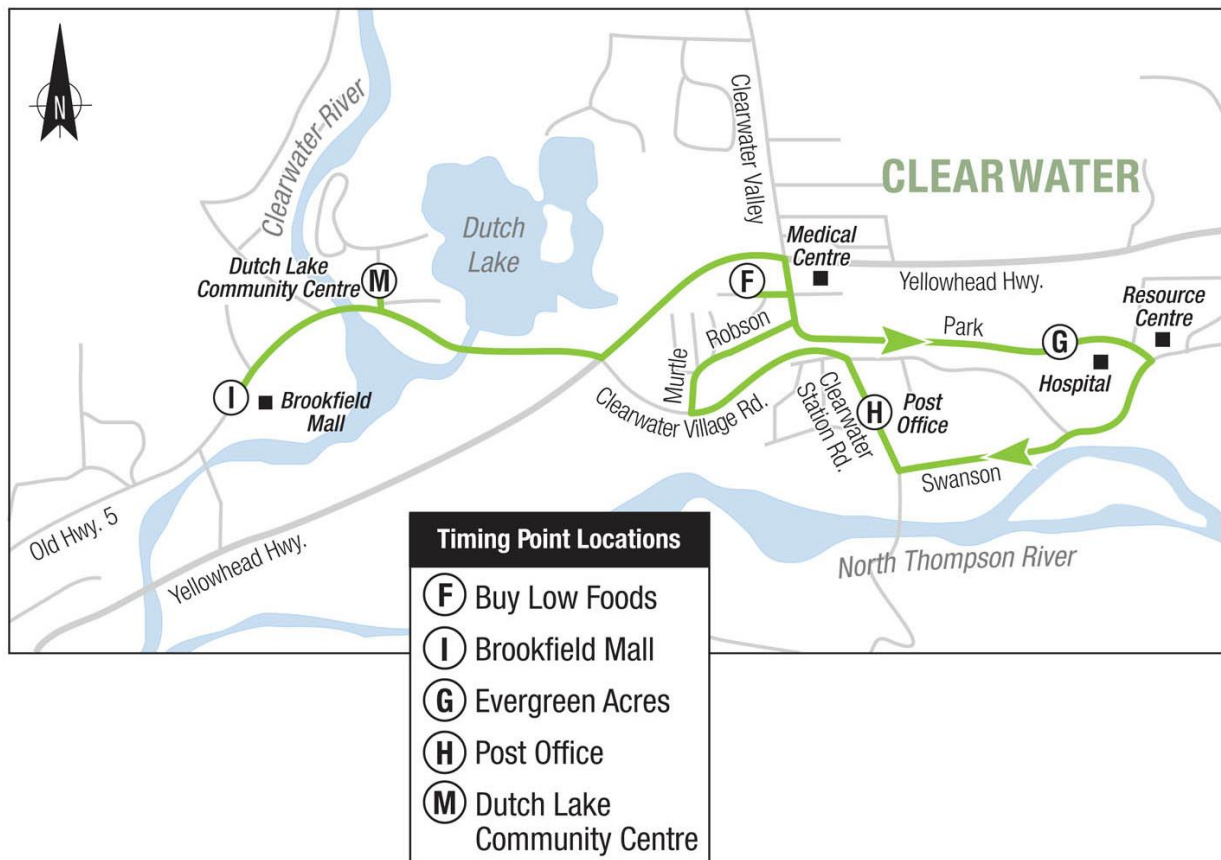 N
Clearwater River
Dutch
Lake
Clearwater Valley
CLEARWATER
Medical
Centre
Dutch Lake
Community Centre
M
F
Yellowhead Hwy.
Resource
Centre
Robson
Park
G
Hospital
Murtle
I
Brookfield
Mall
Clearwater Village Rd.
Clearwater
Station Rd.
H
Post
Office
Swanson
Old Hwy. 5
Yellowhead Hwy.
North Thompson River
Timing Point Locations
F Buy Low Foods
I Brookfield Mall
G Evergreen Acres
H Post Office
M Dutch Lake
Community Centre